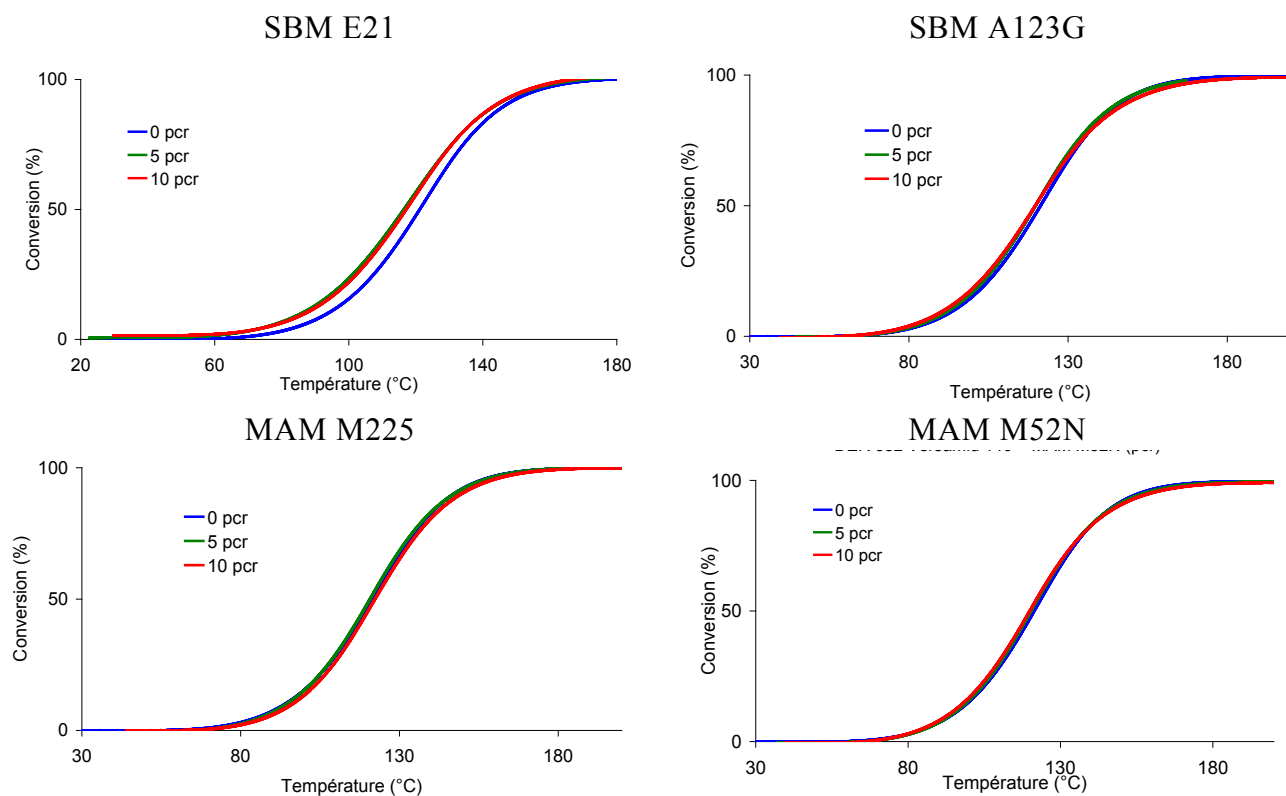 SBM E21
100
50
0
Conversion (%)
0 pcr
5 pcr
10 pcr
20
60
100
140
180
Température (°C)
SBM A123G
100
50
0
Conversion (%)
0 pcr
5 pcr
10 pcr
30
80
130
180
Température (°C)
MAM M225
100
50
0
Conversion (%)
0 pcr
5 pcr
10 pcr
30
80
130
180
Température (°C)
MAM M52N
100
50
0
Conversion (%)
0 pcr
5 pcr
10 pcr
30
80
130
180
Température (°C)